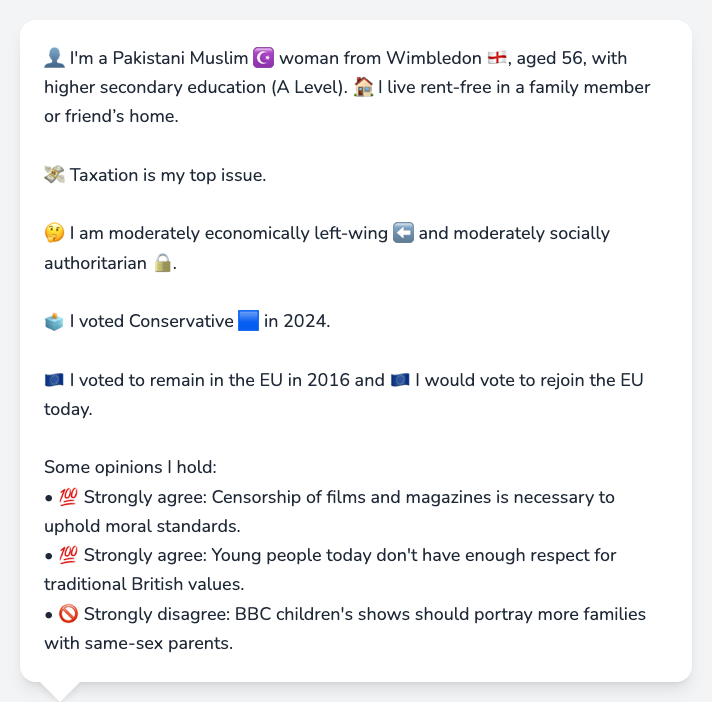 👤 I'm a Pakistani Muslim ☪️ woman from Wimbledon 🏴󠁧󠁢󠁥󠁮󠁧󠁿, aged 56, with
higher secondary education (A Level). 🏠 I live rent-free in a family member
or friend’s home.
💸 Taxation is my top issue.
🤔 I am moderately economically left-wing ⬅️ and moderately socially
authoritarian 🔒.
🗳️ I voted Conservative 🟦 in 2024.
🇪🇺 I voted to remain in the EU in 2016 and 🇪🇺 I would vote to rejoin the EU
today.
Some opinions I hold:
• 💯 Strongly agree: Censorship of films and magazines is necessary to
uphold moral standards.
• 💯 Strongly agree: Young people today don't have enough respect for
traditional British values.
• 🚫 Strongly disagree: BBC children's shows should portray more families
with same-sex parents.